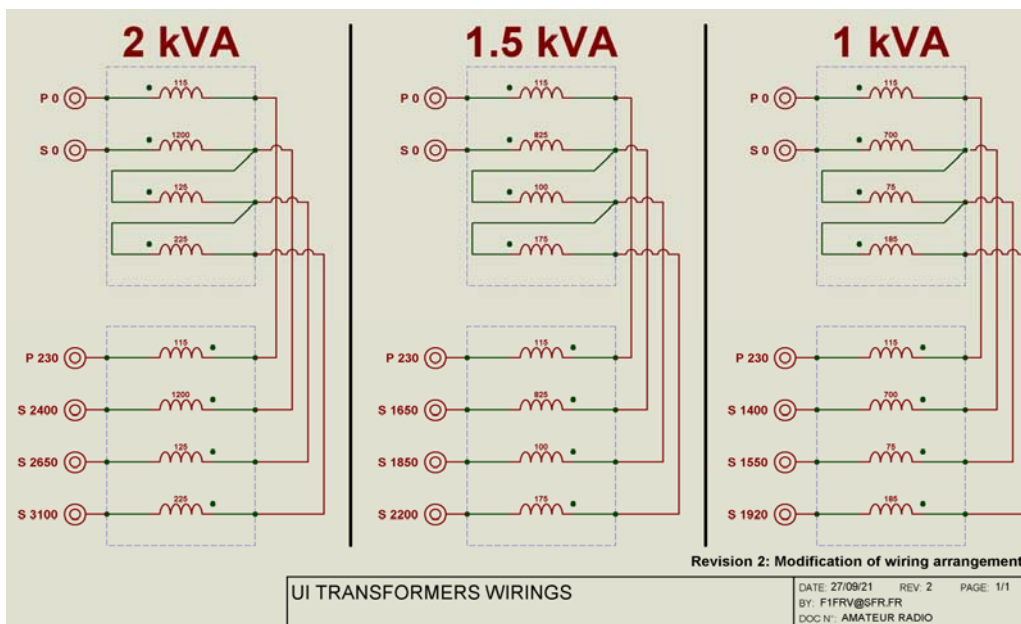 2 kVA
1.5 kVA
1 kVA
115
P 0
1200
S 0
125
225
115
P 230
1200
S 2400
125
S 2650
225
S 3100
115
P 0
825
S 0
100
175
115
P 230
825
S 1650
100
S 1850
175
S 2200
115
P 0
700
S 0
75
185
115
P 230
700
S 1400
75
S 1550
185
S 1920
Revision 2: Modification of wiring arrangement
UI TRANSFORMERS WIRINGS
DATE: 27/09/21 REV: 2 PAGE: 1/1
BY: F1FRV@SFR.FR
DOC N°: AMATEUR RADIO